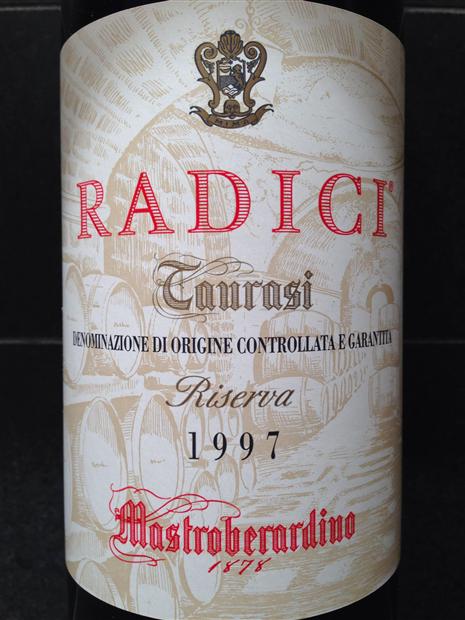 RADICI®
Taurasi
DENOMINAZIONE DI ORIGINE CONTROLLATA E GARANTITA
Riserva
1997
Mastroberardino
1878